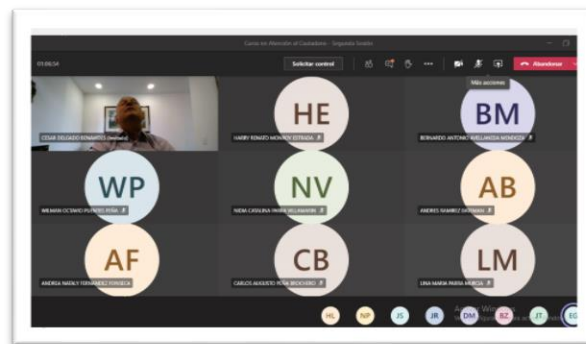 Curso en Atención al Ciudadano - Segunda Sesión
01:06:54
Solicitar control
Abandonar
Más acciones
CESAR DELGADO BENAVIDES (Invitado)
HE
HARRY RENATO MONROY ESTRADA
BM
BERNARDO ANTONIO AVELLANEDA MENDOZA
WP
WILMAN OCTAVIO PUENTES PEÑA
NV
NIDIA CATALINA PARRA VILLAMARIN
AB
ANDRES RAMIREZ
AF
ANDREA NATALY FERNANDEZ FONSECA
CB
CARLOS AUGUSTO PEÑA BROCHERO
LM
LINA MARIA PARRA MURCIA
HL NP JS JR DM BZ JT EG